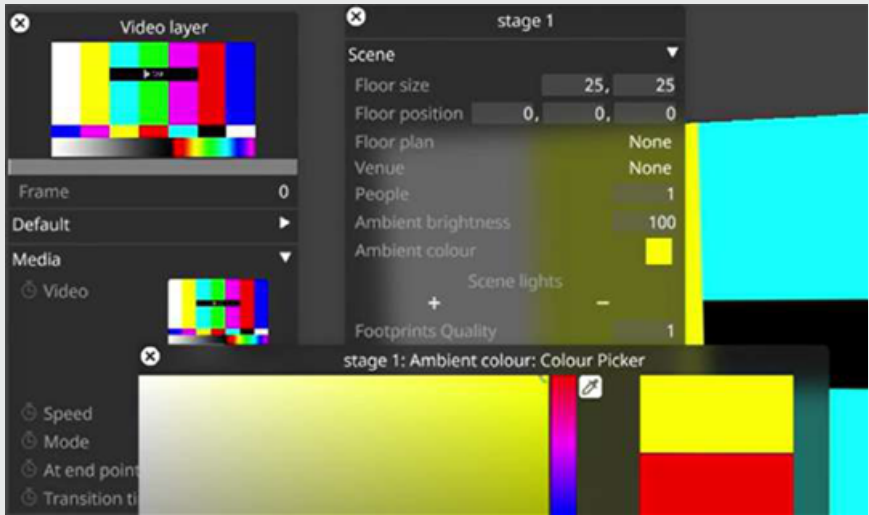 Video layer
Frame 0
Default
Media
Video
Speed
Mode
At end point
Transition ti
stage 1
Scene
Floor size 25, 25
Floor position 0, 0, 0
Floor plan None
Venue None
People 1
Ambient brightness 100
Ambient colour
Scene lights
+ −
Footprints Quality 1
stage 1: Ambient colour: Colour Picker